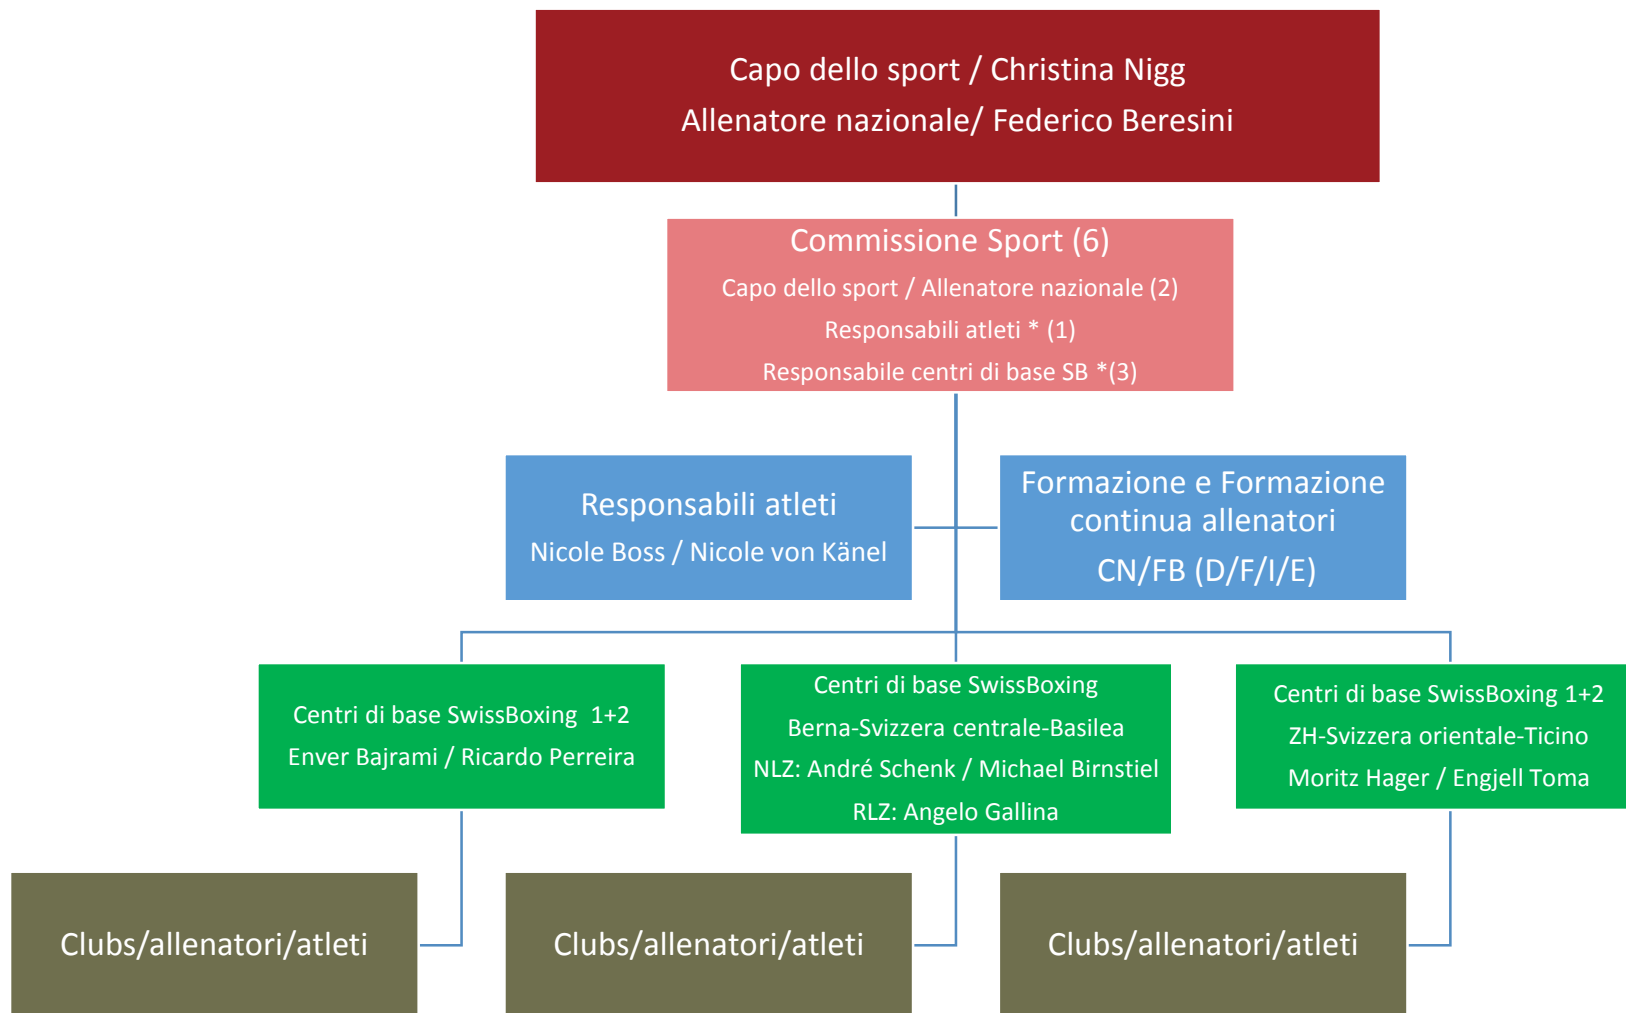 Capo dello sport / Christina Nigg
Allenatore nazionale/ Federico Beresini
Commissione Sport (6)
Capo dello sport / Allenatore nazionale (2)
Responsabili atleti * (1)
Responsabile centri di base SB *(3)
Responsabili atleti
Nicole Boss / Nicole von Känel
Formazione e Formazione
continua allenatori
CN/FB (D/F/I/E)
Centri di base SwissBoxing 1+2
Enver Bajrami / Ricardo Perreira
Centri di base SwissBoxing
Berna-Svizzera centrale-Basilea
NLZ: André Schenk / Michael Birnstiel
RLZ: Angelo Gallina
Centri di base SwissBoxing 1+2
ZH-Svizzera orientale-Ticino
Moritz Hager / Engjell Toma
Clubs/allenatori/atleti
Clubs/allenatori/atleti
Clubs/allenatori/atleti